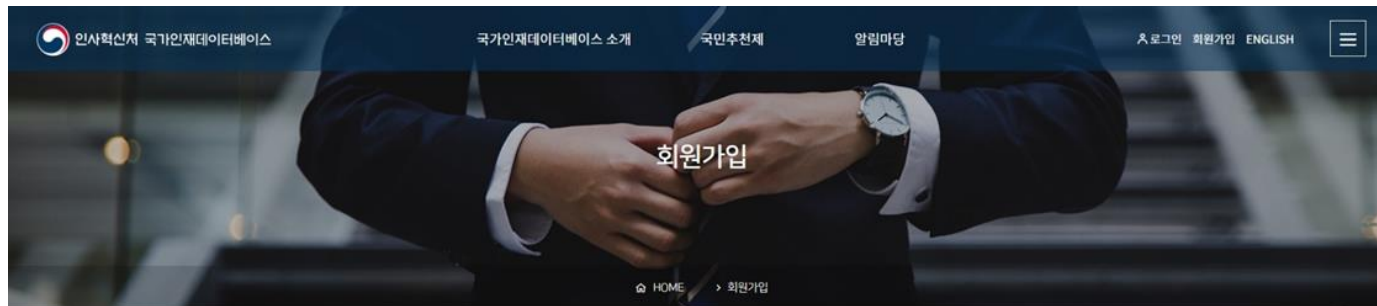 인사혁신처 국가인재데이터베이스
국가인재데이터베이스 소개 국민추천제 알림마당
로그인 회원가입 ENGLISH
회원가입
HOME > 회원가입